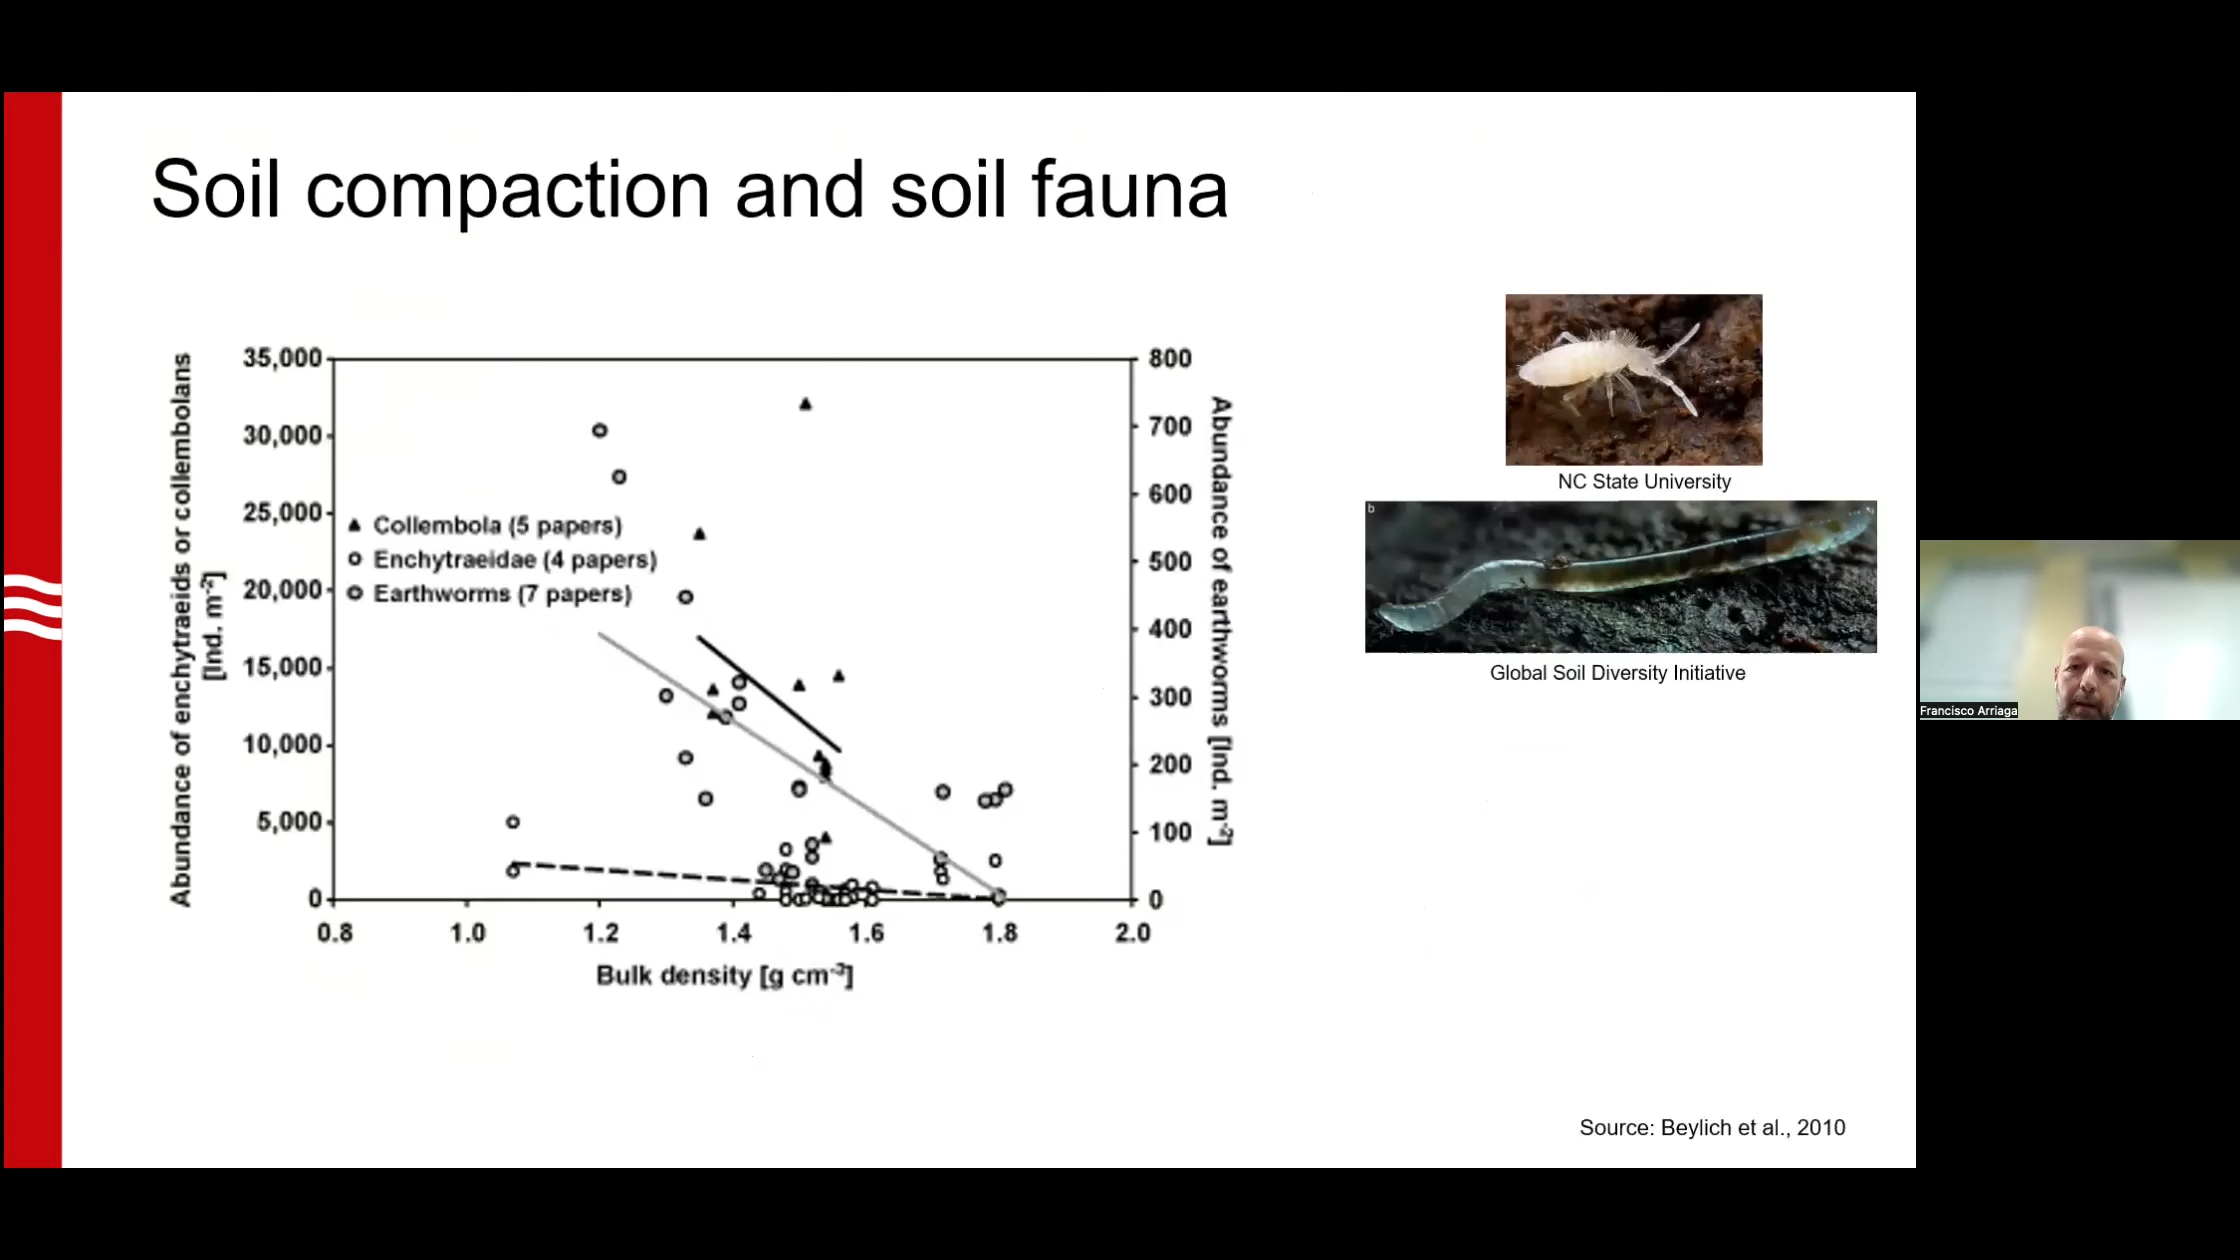 Soil compaction and soil fauna
Abundance of enchytraeids or collembolans
[Ind. m-2]
35,000
30,000
25,000
20,000
15,000
10,000
5,000
0
Collembola (5 papers)
Enchytraeidae (4 papers)
Earthworms (7 papers)
800
700
600
500
400
300
200
100
0
Abundance of earthworms [Ind. m-2]
0.8 1.0 1.2 1.4 1.6 1.8 2.0
Bulk density [g cm-3]
NC State University
b
Global Soil Diversity Initiative
Francisco Arriaga
Source: Beylich et al., 2010